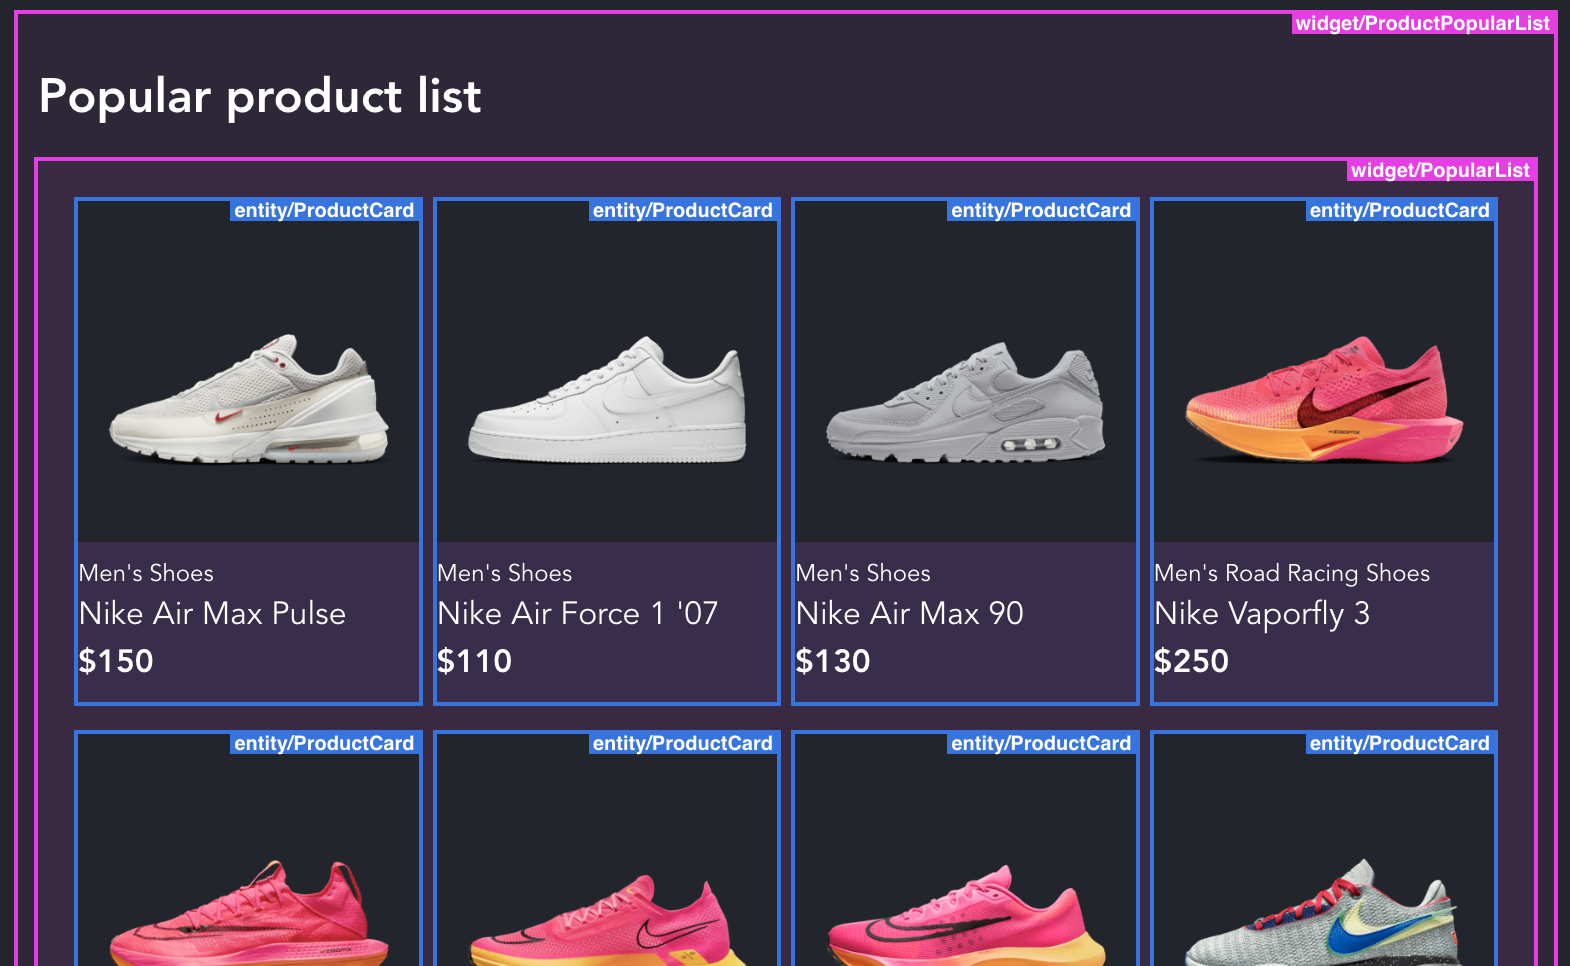 widget/ProductPopularList
Popular product list
widget/PopularList
entity/ProductCard
entity/ProductCard
entity/ProductCard
entity/ProductCard
Men's Shoes
Nike Air Max Pulse
$150
Men's Shoes
Nike Air Force 1 '07
$110
Men's Shoes
Nike Air Max 90
$130
Men's Road Racing Shoes
Nike Vaporfly 3
$250
entity/ProductCard
entity/ProductCard
entity/ProductCard
entity/ProductCard